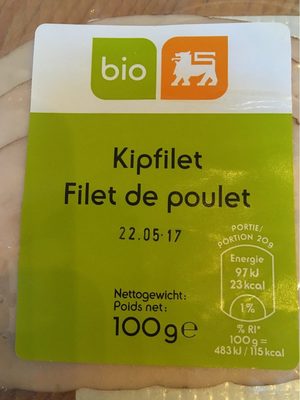 bio
Kipfilet
Filet de poulet
22.05.17
PORTIE/
PORTION 20g
Energie
97 kJ
23 kcal
1%
% RI*
100g =
483 kJ / 115 kcal
Nettogewicht:
Poids net:
100g e